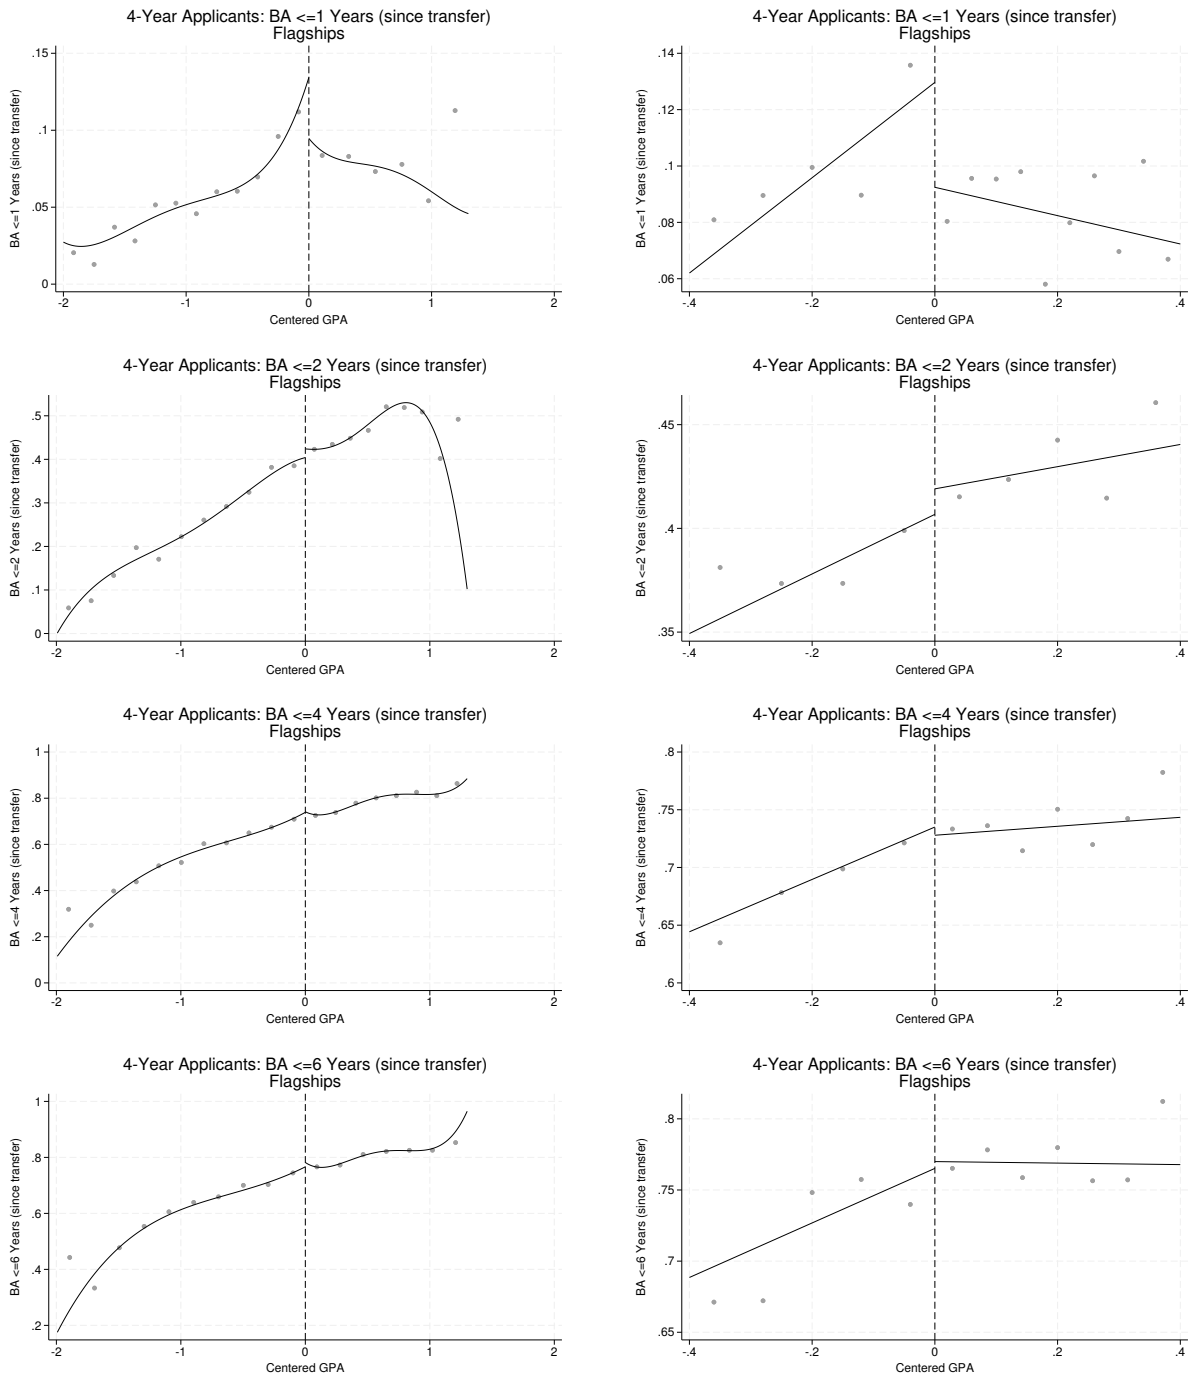 4-Year Applicants: BA <=1 Years (since transfer)
Flagships
BA <=1 Years (since transfer)
.15
.1
.05
0
-2
-1
0
1
2
Centered GPA
4-Year Applicants: BA <=1 Years (since transfer)
Flagships
BA <=1 Years (since transfer)
.14
.12
.1
.08
.06
-.4
-.2
0
.2
.4
Centered GPA
4-Year Applicants: BA <=2 Years (since transfer)
Flagships
BA <=2 Years (since transfer)
.5
.4
.3
.2
.1
0
-2
-1
0
1
2
Centered GPA
4-Year Applicants: BA <=2 Years (since transfer)
Flagships
BA <=2 Years (since transfer)
.45
.4
.35
-.4
-.2
0
.2
.4
Centered GPA
4-Year Applicants: BA <=4 Years (since transfer)
Flagships
BA <=4 Years (since transfer)
1
.8
.6
.4
.2
0
-2
-1
0
1
2
Centered GPA
4-Year Applicants: BA <=4 Years (since transfer)
Flagships
BA <=4 Years (since transfer)
.8
.75
.7
.65
.6
-.4
-.2
0
.2
.4
Centered GPA
4-Year Applicants: BA <=6 Years (since transfer)
Flagships
BA <=6 Years (since transfer)
1
.8
.6
.4
.2
-2
-1
0
1
2
Centered GPA
4-Year Applicants: BA <=6 Years (since transfer)
Flagships
BA <=6 Years (since transfer)
.8
.75
.7
.65
-.4
-.2
0
.2
.4
Centered GPA